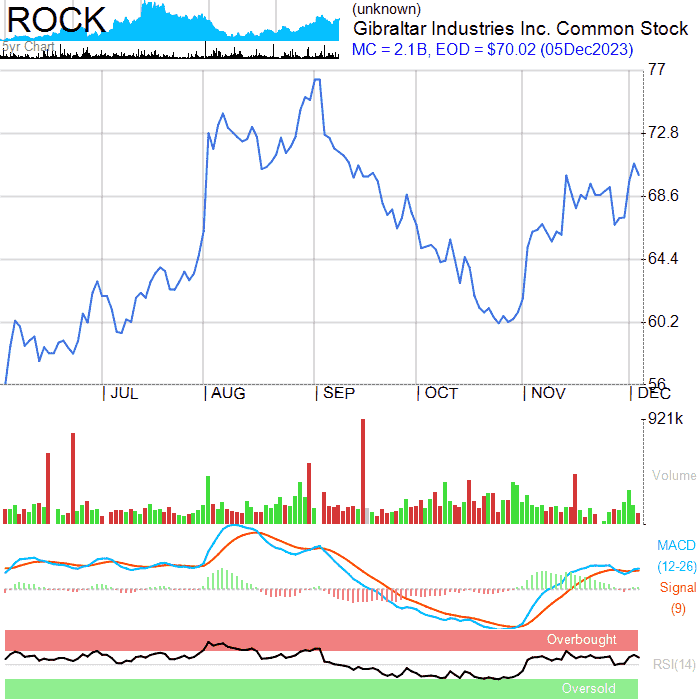 ROCK
5yr Chart
(unknown)
Gibraltar Industries Inc. Common Stock
MC = 2.1B, EOD = $70.02 (05Dec2023)
77
72.8
68.6
64.4
60.2
56
JUL AUG SEP OCT NOV DEC
921k
Volume
MACD
(12-26)
Signal
(9)
Overbought
RSI(14)
Oversold